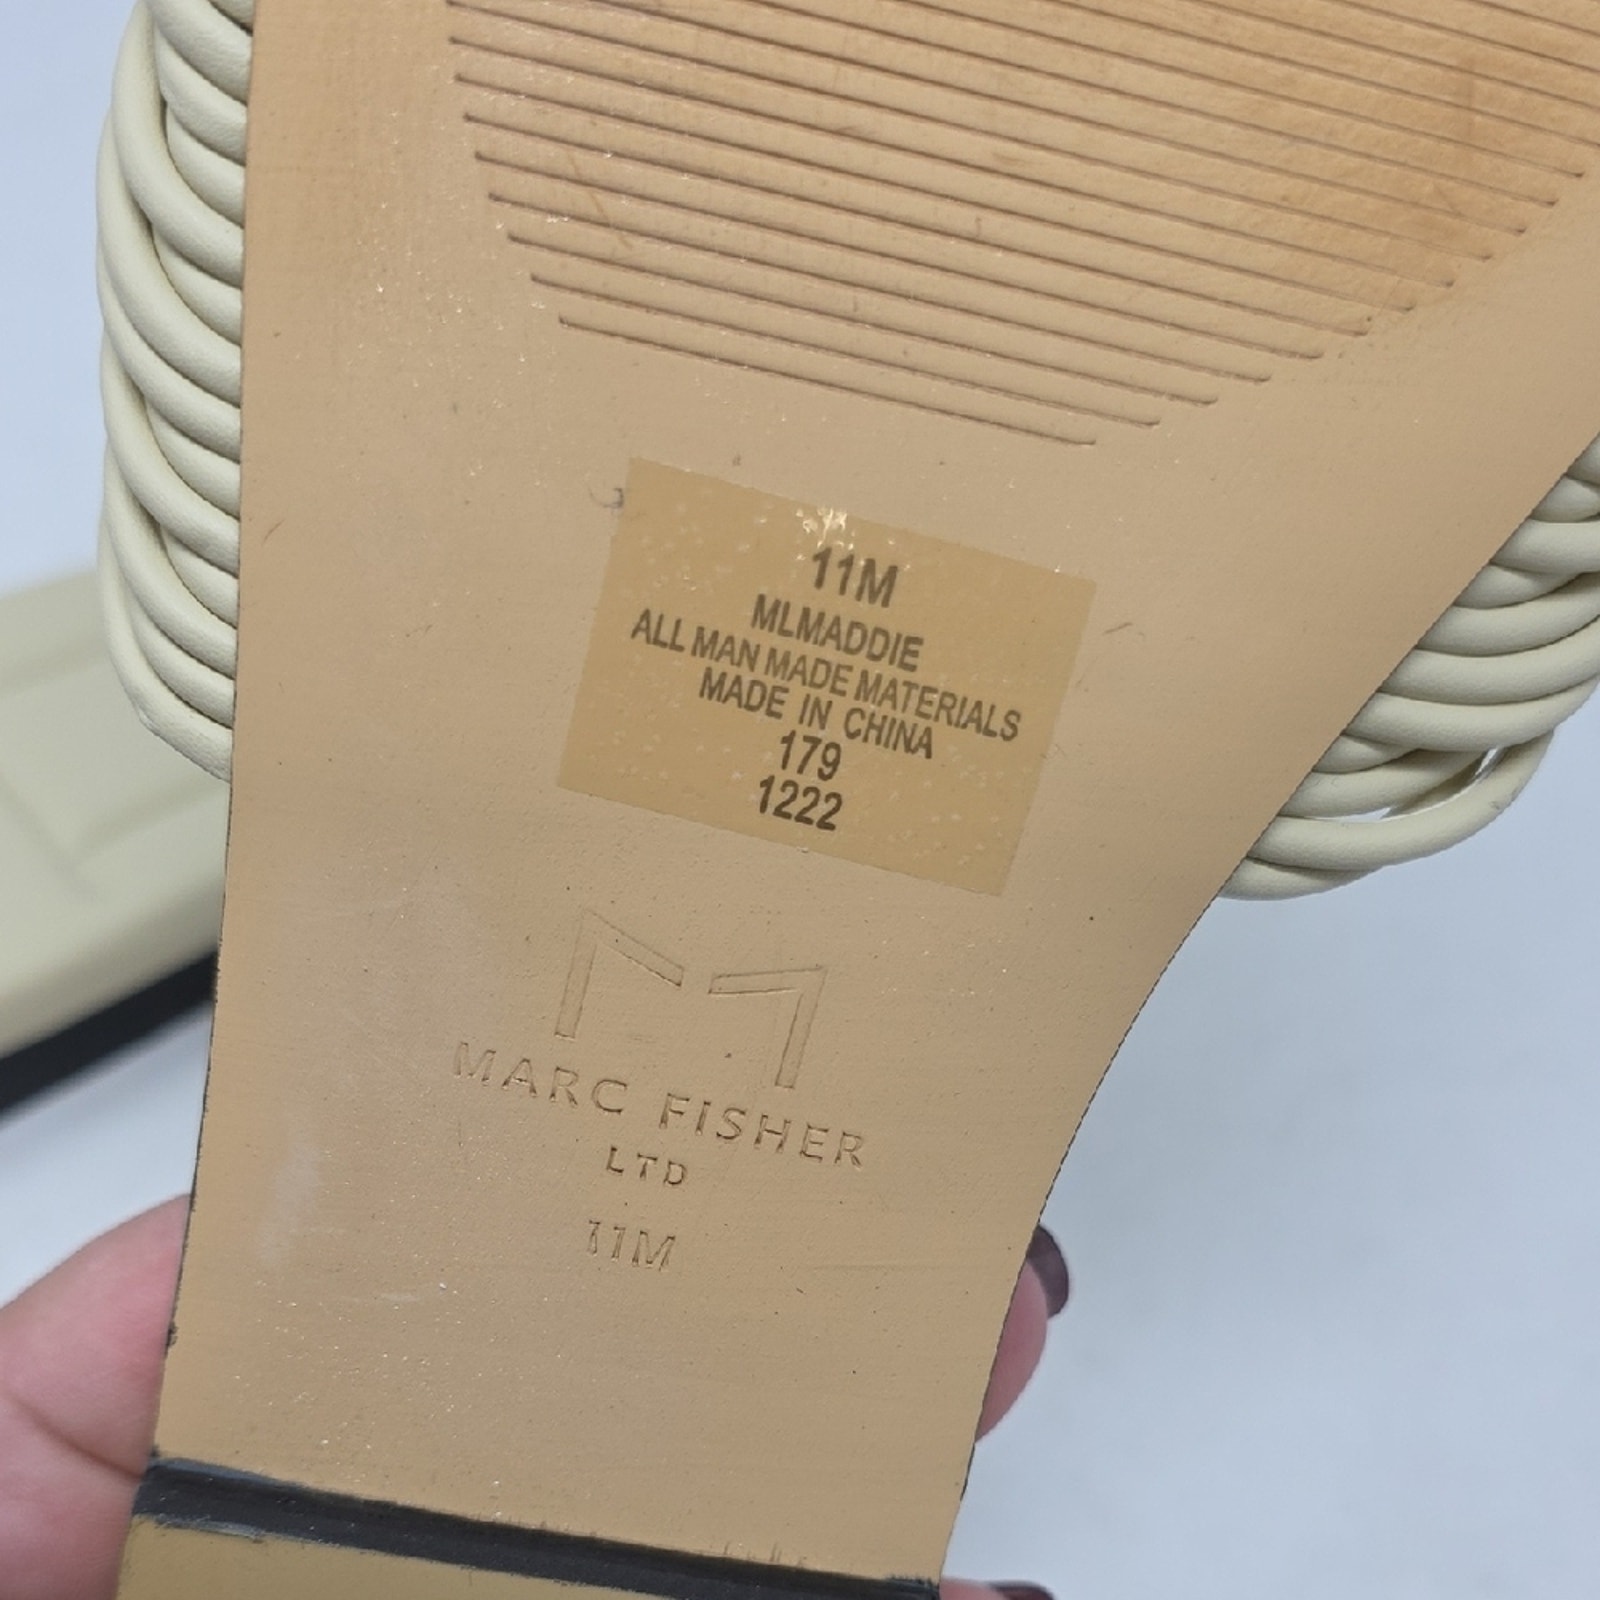 11M
MLMADDIE
ALL MAN MADE MATERIALS
MADE IN CHINA
179
1222
MARC FISHER
LTD
11M